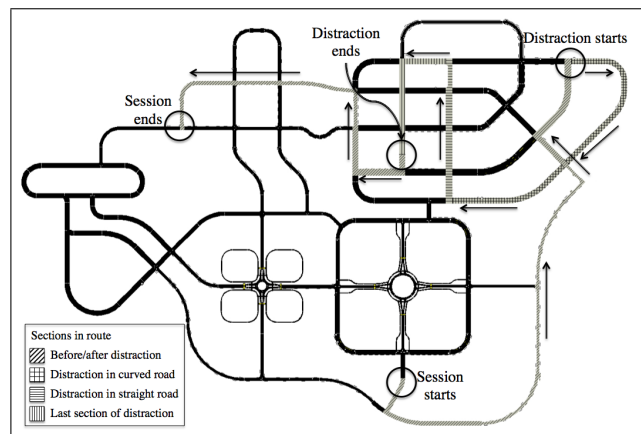 Distraction
ends
Distraction starts
Session
ends
Session
starts
Sections in route
Before/after distraction
Distraction in curved road
Distraction in straight road
Last section of distraction